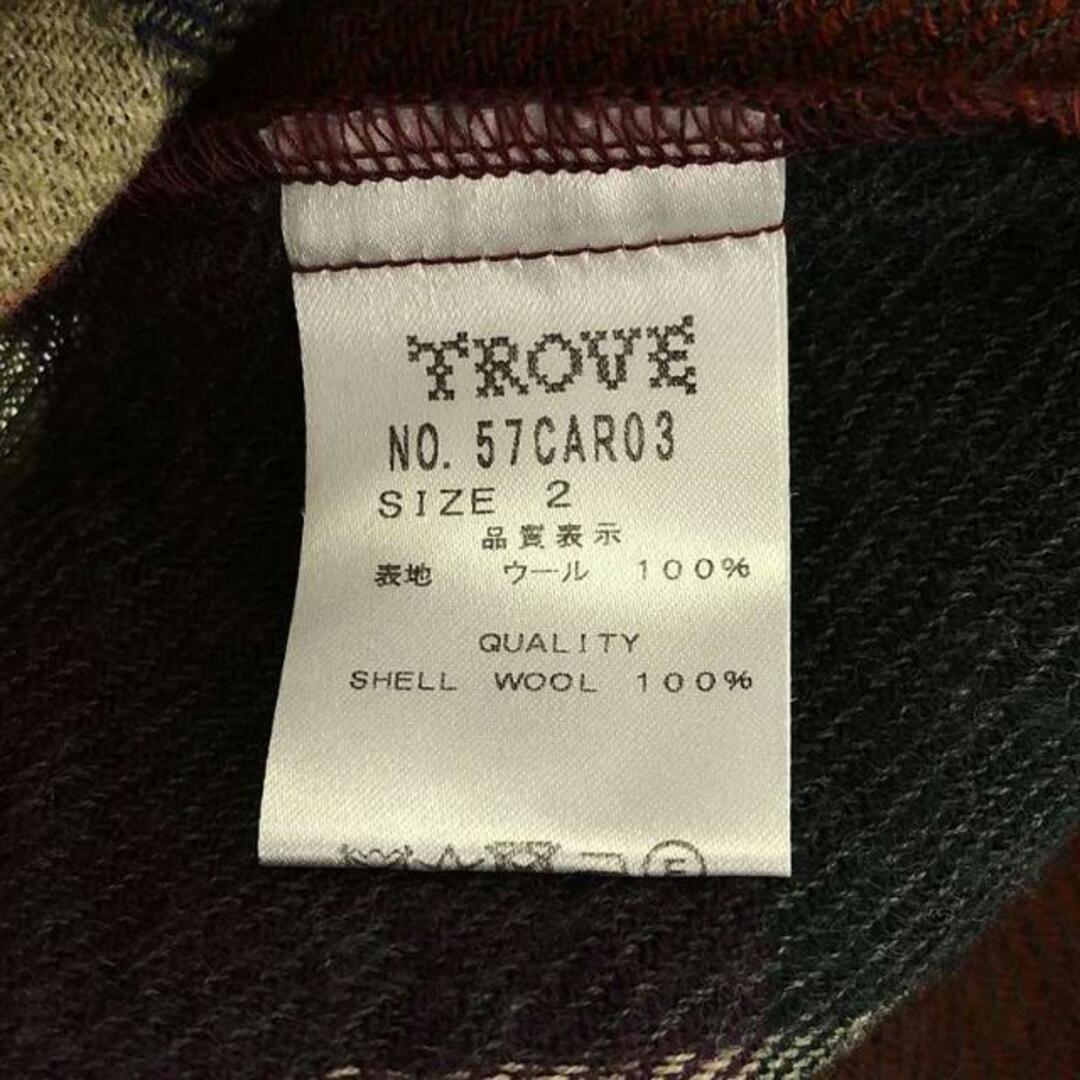 TROVE
NO. 57CAR03
SIZE 2
品質表示
表地 ウール 100%
QUALITY
SHELL WOOL 100%